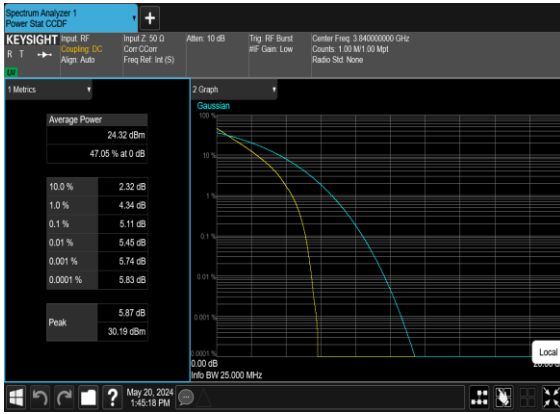 Spectrum Analyzer 1
Power Stat CCDF
+
KEYSIGHT
R T
Input: RF
Coupling: DC
Align: Auto
Input Z: 50 Ω
Corr CCorr
Freq Ref: Int (S)
Atten: 10 dB
Trig: RF Burst
#IF Gain: Low
Center Freq: 3.840000000 GHz
Counts: 1.00 M/1.00 Mpt
Radio Std: None
1 Metrics
Average Power
24.32 dBm
47.05 % at 0 dB
10.0 % 2.32 dB
1.0 % 4.34 dB
0.1 % 5.11 dB
0.01 % 5.45 dB
0.001 % 5.74 dB
0.0001 % 5.83 dB
Peak
5.87 dB
30.19 dBm
2 Graph
Gaussian
100 %
10 %
1 %
0.1 %
0.01 %
0.001 %
0.0001 %
0.00 dB
Info BW 25.000 MHz
Local
?
May 20, 2024
1:45:18 PM